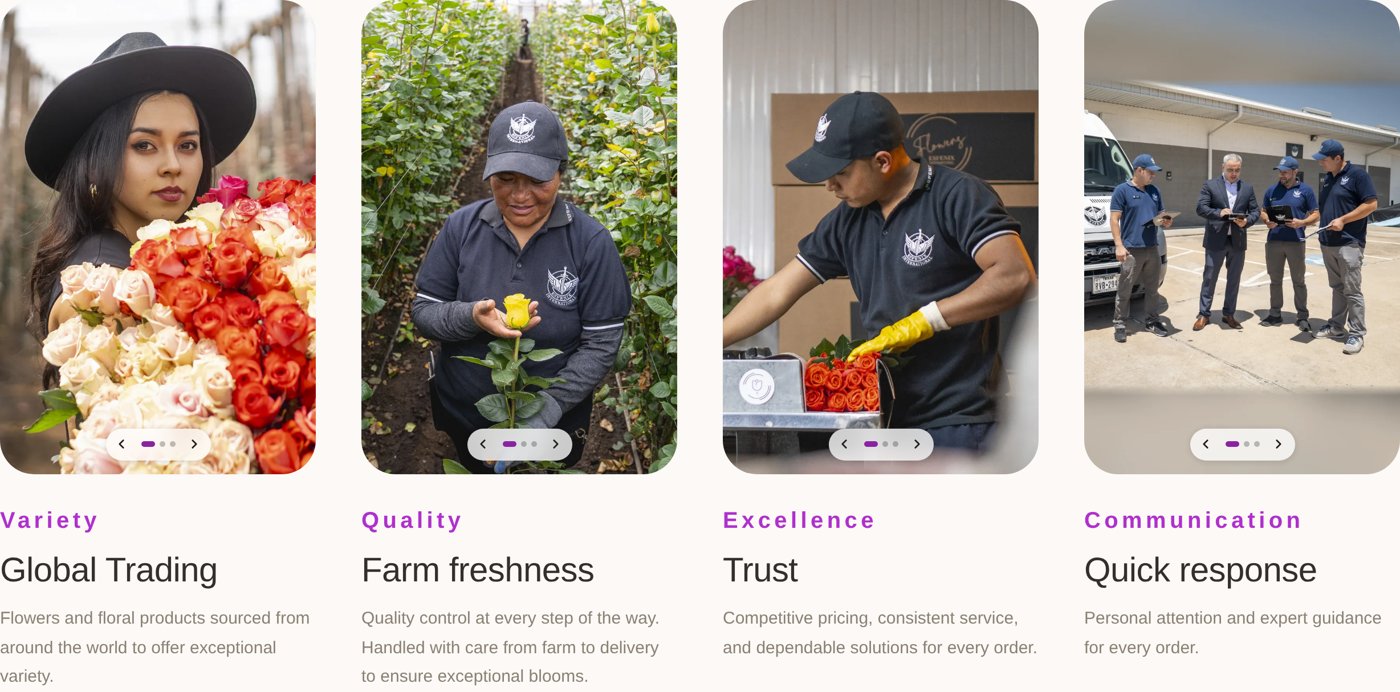 Flowers
ESFENIX
Variety
Global Trading
Flowers and floral products sourced from
around the world to offer exceptional
variety.
Quality
Farm freshness
Quality control at every step of the way.
Handled with care from farm to delivery
to ensure exceptional blooms.
Excellence
Trust
Competitive pricing, consistent service,
and dependable solutions for every order.
Communication
Quick response
Personal attention and expert guidance
for every order.